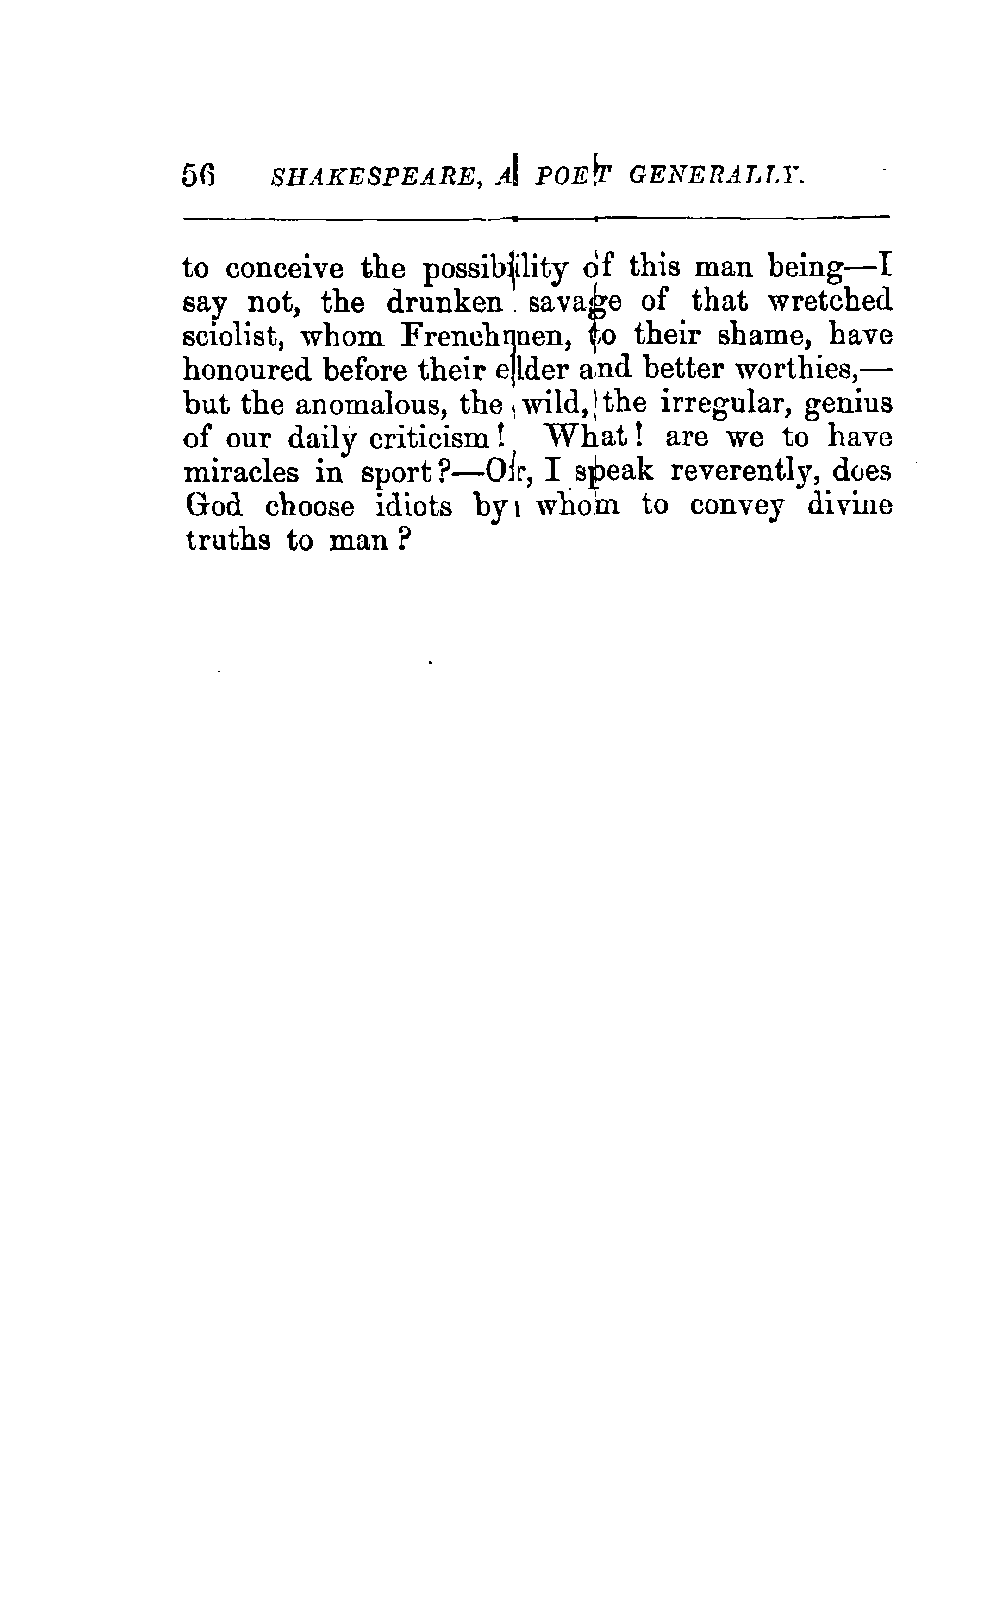 56 SHAKESPEARE, A POET GENERALLY.
to conceive the possibility of this man being—I
say not, the drunken savage of that wretched
sciolist, whom Frenchmen, to their shame, have
honoured before their elder and better worthies,—
but the anomalous, the wild, the irregular, genius
of our daily criticism! What! are we to have
miracles in sport?—Or, I speak reverently, does
God choose idiots by whom to convey divine
truths to man?